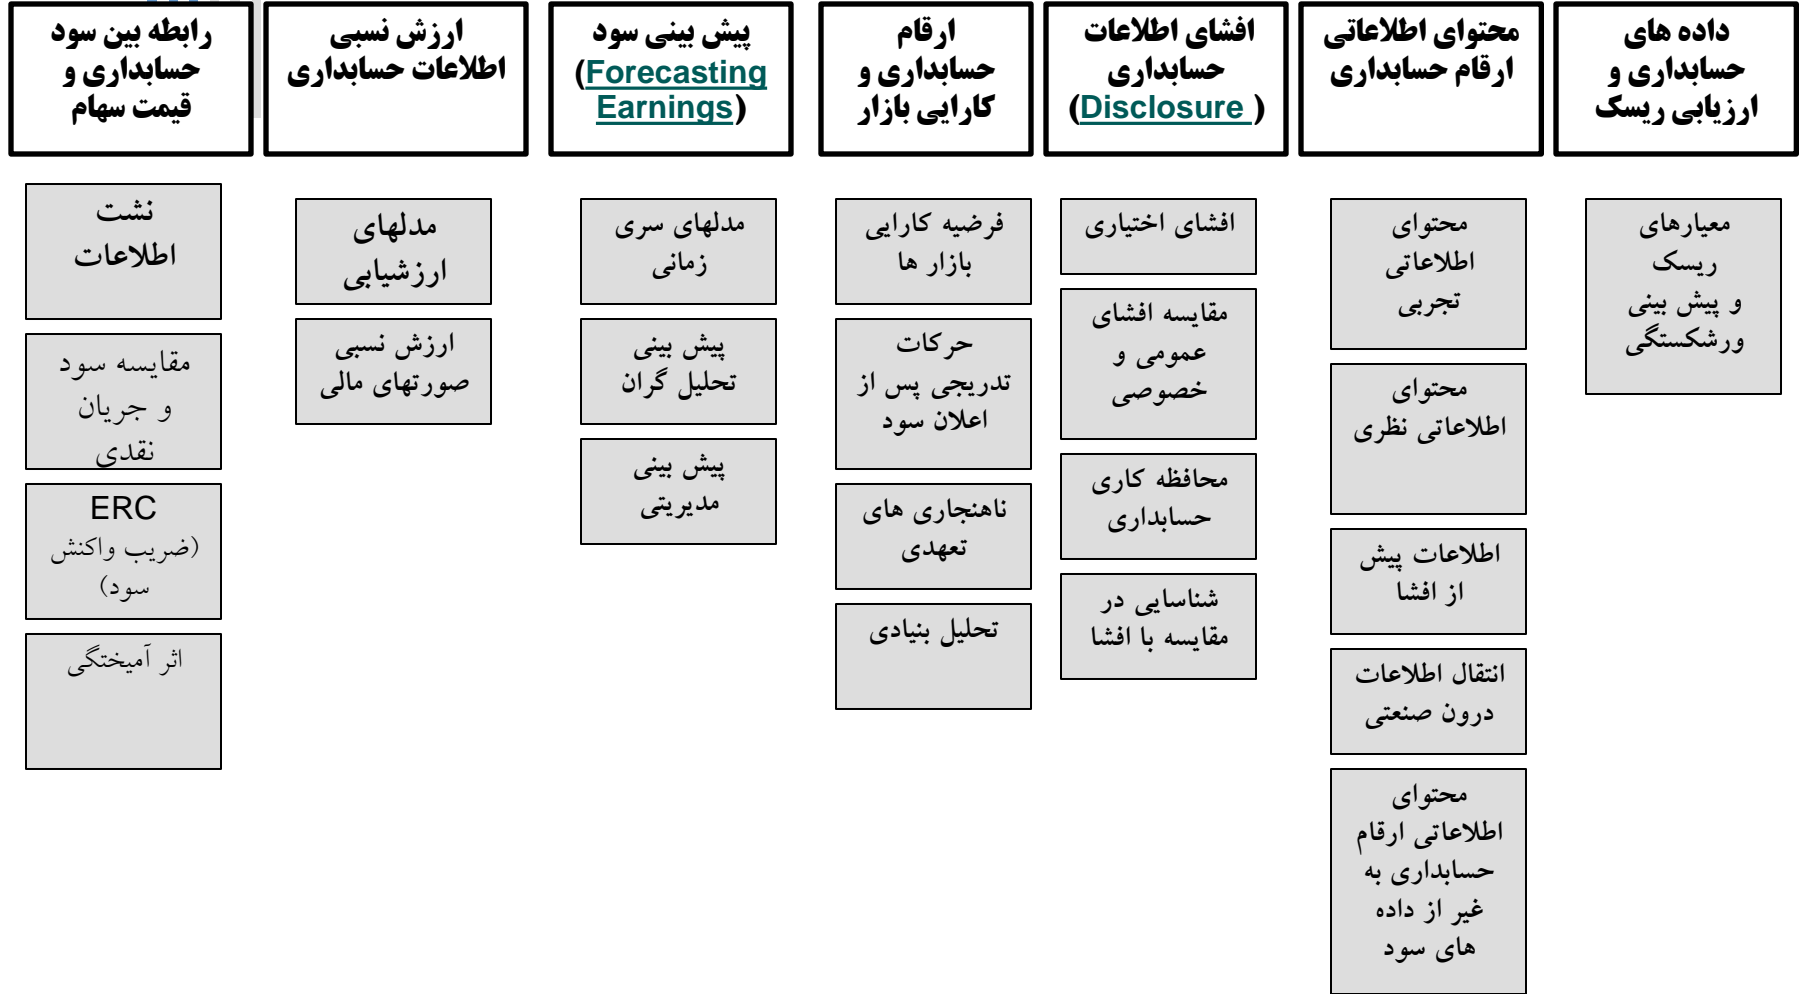 داده های
حسابداری و
ارزیابی ریسک
معیارهای
ریسک
و پیش بینی
ورشکستگی
محتوای اطلاعاتی
ارقام حسابداری
محتوای
اطلاعاتی
تجربی
محتوای
اطلاعاتی نظری
اطلاعات پیش
از افشا
انتقال اطلاعات
درون صنعتی
محتوای
اطلاعاتی ارقام
حسابداری به
غیر از داده
های سود
افشای اطلاعات
حسابداری
(Disclosure )
افشای اختیاری
مقایسه افشای
عمومی و
خصوصی
محافظه کاری
حسابداری
شناسایی در
مقایسه با افشا
ارقام
حسابداری و
کارایی بازار
فرضیه کارایی
بازار ها
حرکات
تدریجی پس از
اعلان سود
ناهنجاری های
تعهدی
تحلیل بنیادی
پیش بینی سود
(Forecasting
Earnings)
مدلهای سری
زمانی
پیش بینی
تحلیل گران
پیش بینی
مدیریتی
ارزش نسبی
اطلاعات حسابداری
مدلهای
ارزشیابی
ارزش نسبی
صورتهای مالی
رابطه بین سود
حسابداری و
قیمت سهام
نشت
اطلاعات
مقایسه سود
و جریان
نقدی
ERC
(ضریب واکنش
سود)
اثر آمیختگی